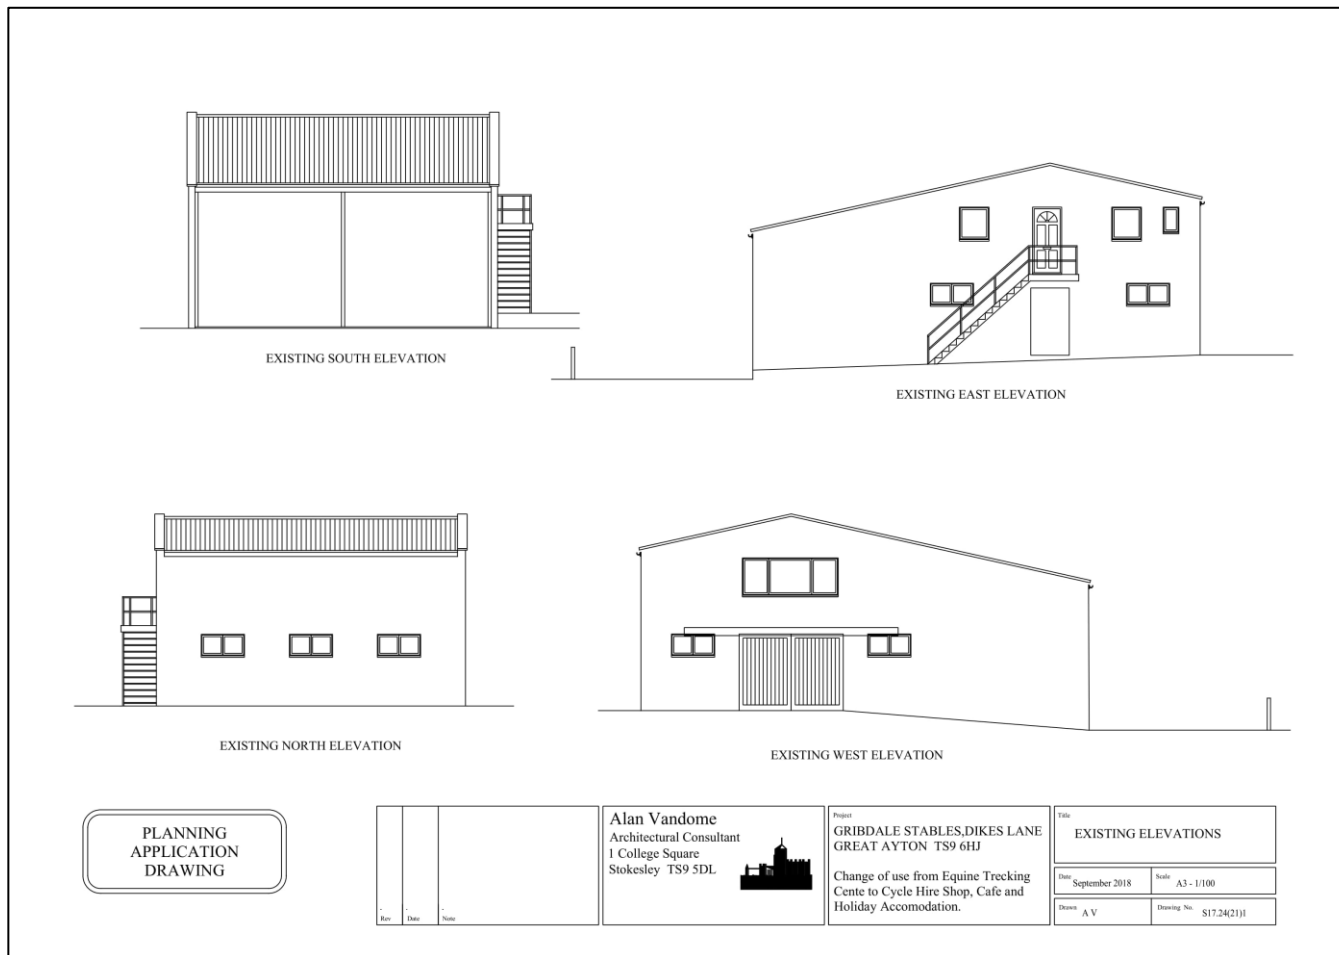 EXISTING SOUTH ELEVATION
EXISTING EAST ELEVATION
EXISTING NORTH ELEVATION
EXISTING WEST ELEVATION
PLANNING
APPLICATION
DRAWING
-
-
-
Rev
Date
Note
Alan Vandome
Architectural Consultant
1 College Square
Stokesley TS9 5DL
Project
GRIBDALE STABLES,DIKES LANE
GREAT AYTON TS9 6HJ
Change of use from Equine Trecking
Cente to Cycle Hire Shop, Cafe and
Holiday Accomodation.
Title
EXISTING ELEVATIONS
Date
September 2018
Scale
A3 - 1/100
Drawn
A V
Drawing No.
S17.24(21)1